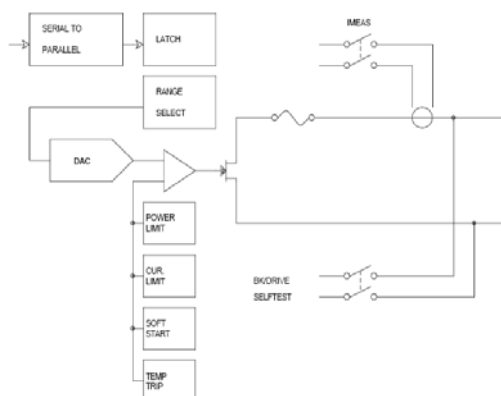 SERIAL TO
PARALLEL
LATCH
IMEAS
RANGE
SELECT
DAC
POWER
LIMIT
CUR.
LIMIT
BK/DRIVE
SELFTEST
SOFT
START
TEMP
TRIP